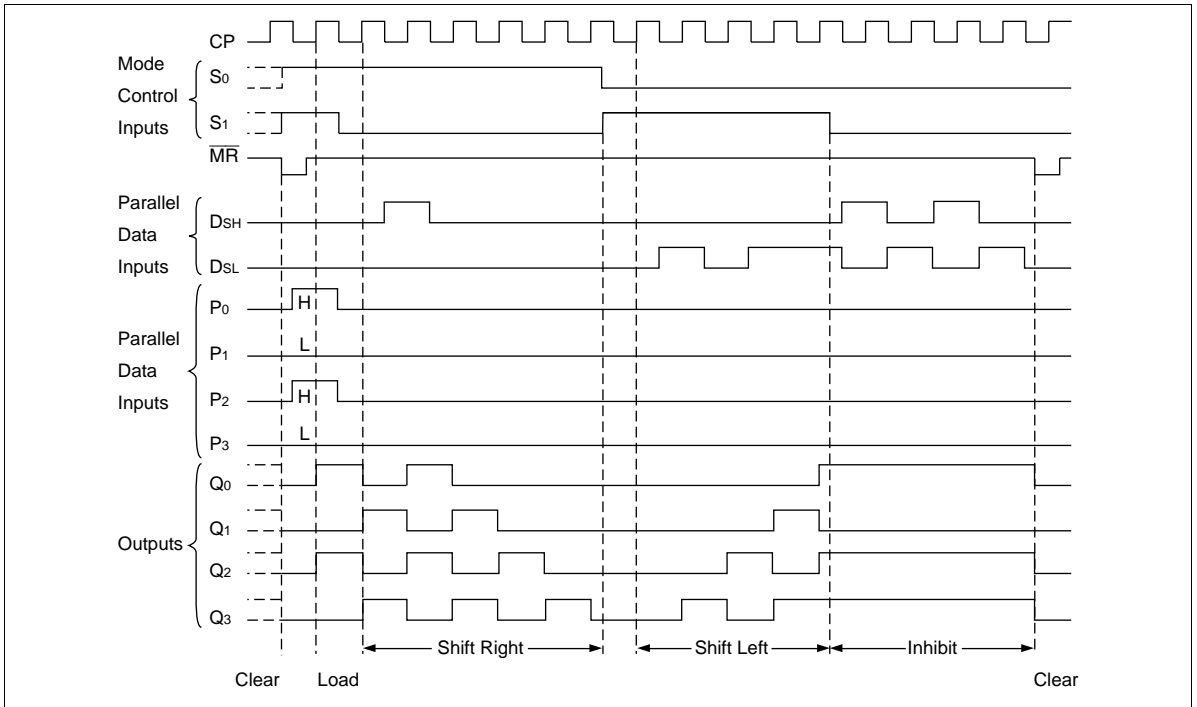 CP
Mode
Control
Inputs
S0
S1
MR
Parallel
Data
Inputs
DSH
DSL
Parallel
Data
Inputs
P0
H
P1
L
P2
H
P3
L
Outputs
Q0
Q1
Q2
Q3
Shift Right
Shift Left
Inhibit
Clear
Load
Clear